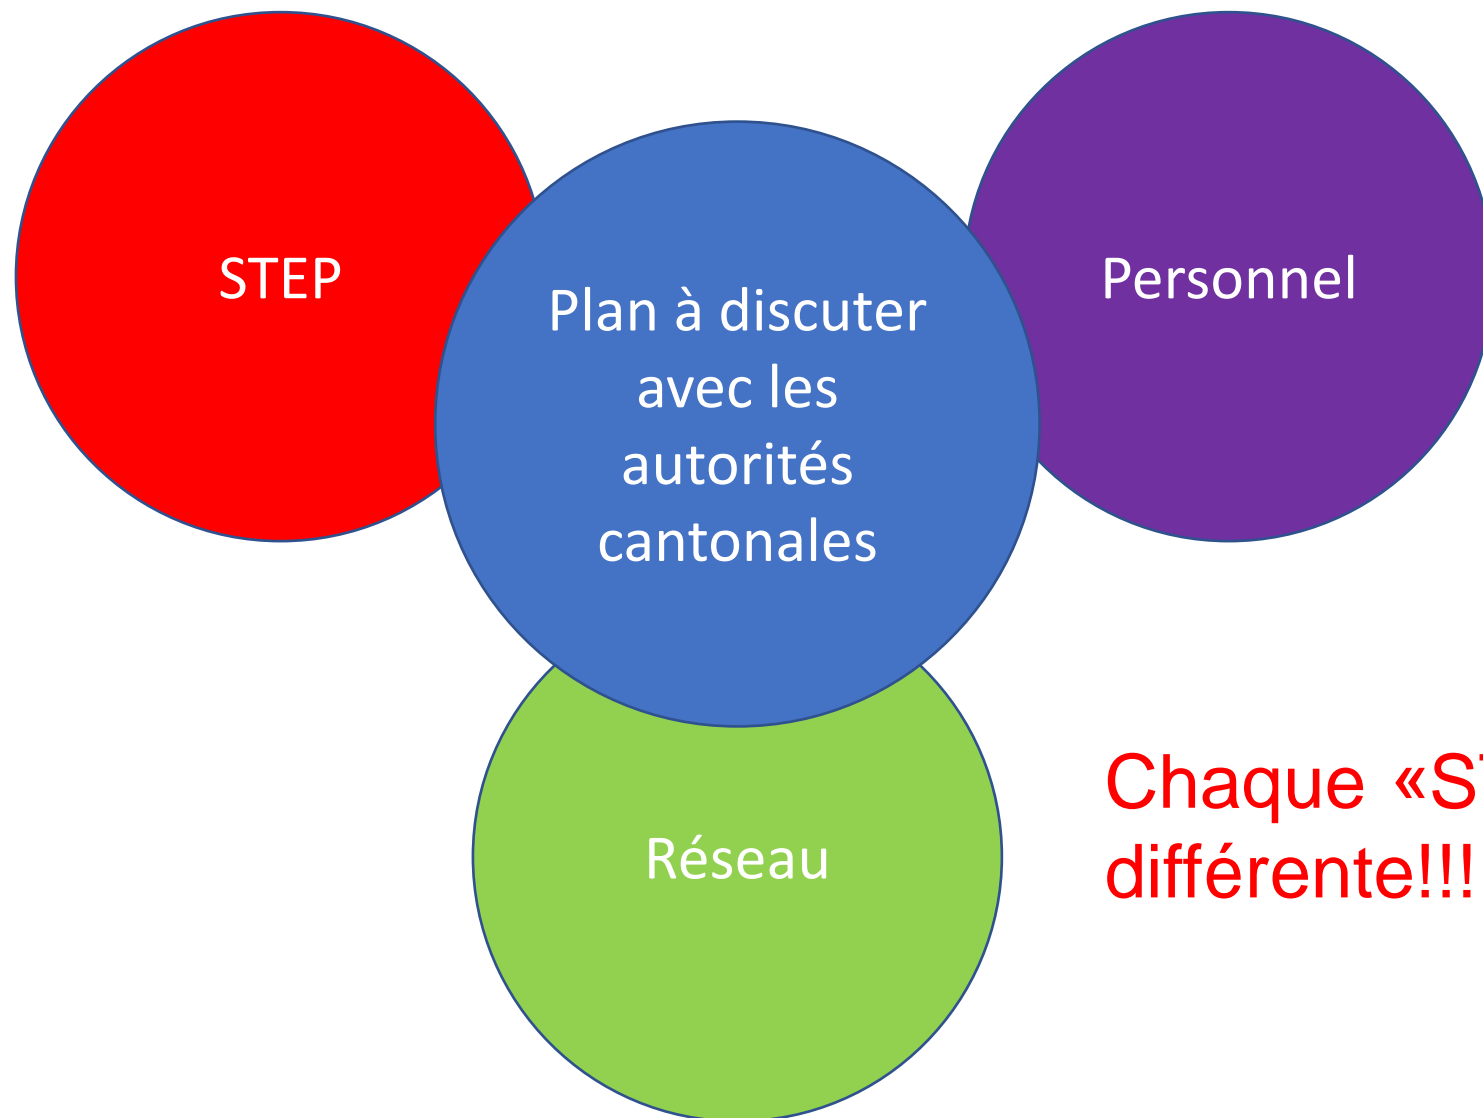 STEP
Personnel
Plan à discuter
avec les
autorités
cantonales
Réseau
Chaque «S
différente!!!